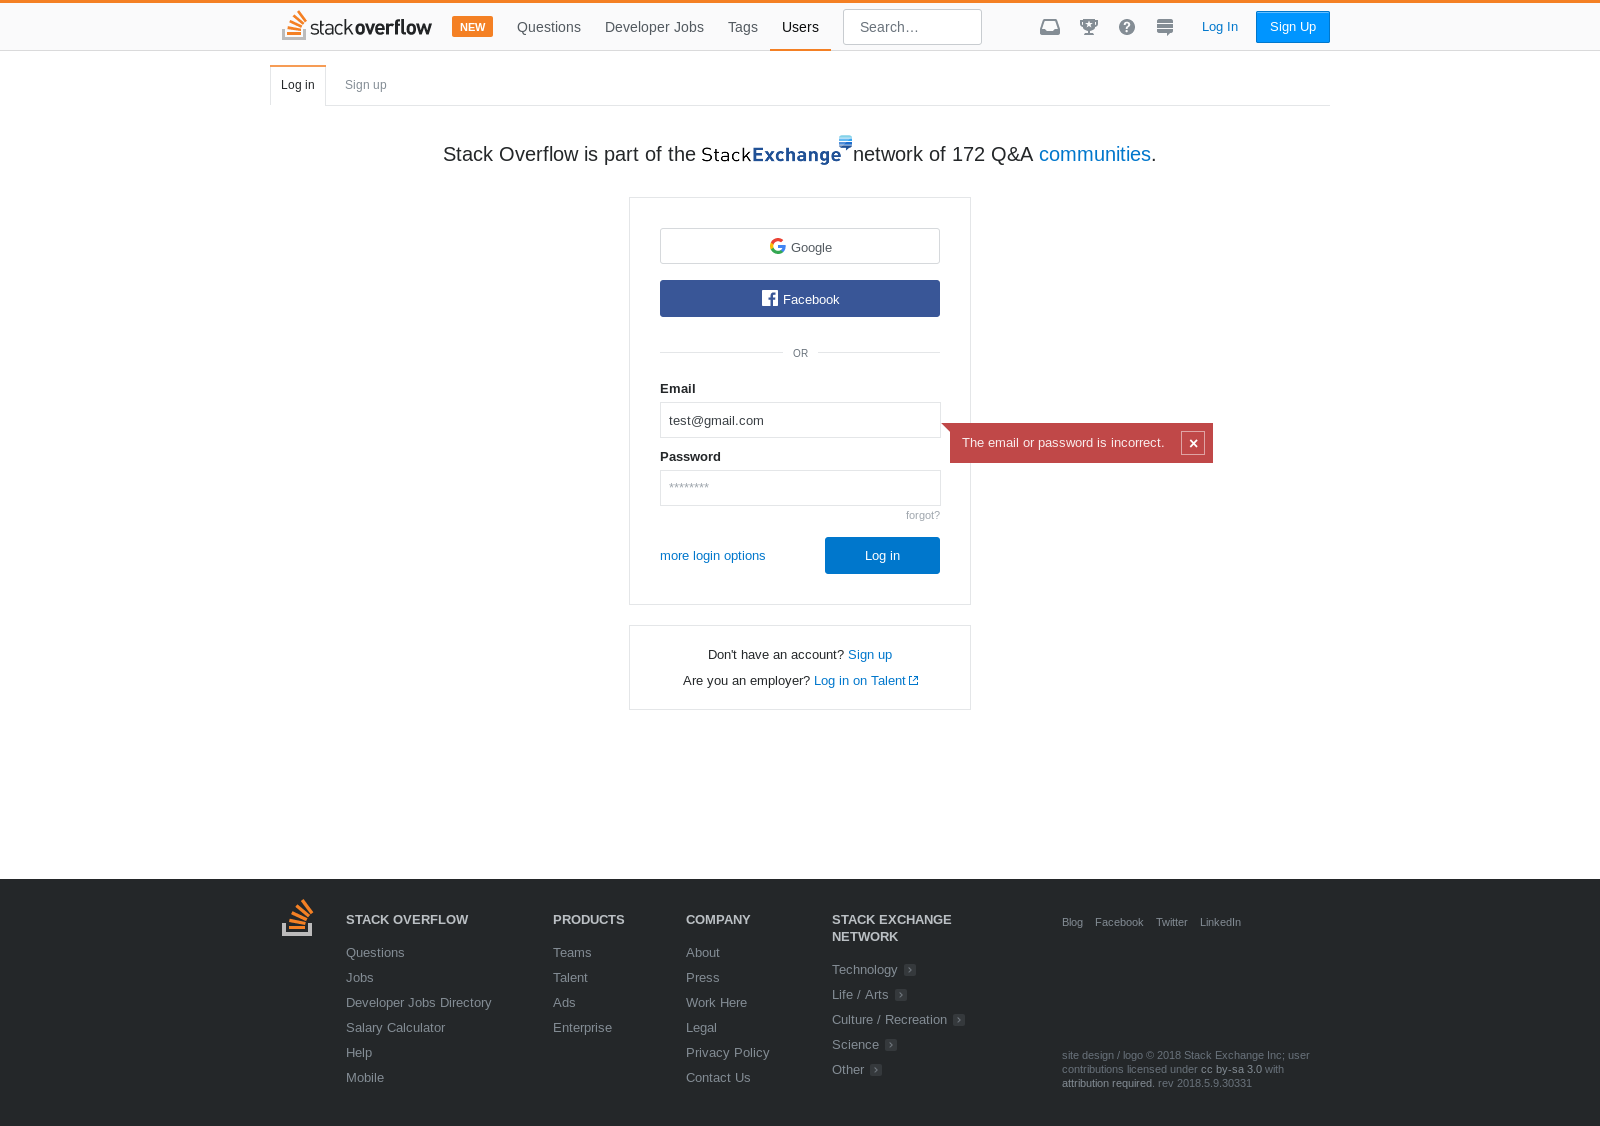 stackoverflow NEW Questions Developer Jobs Tags Users Search… Log In Sign Up
Log in Sign up
Stack Overflow is part of the StackExchange network of 172 Q&A communities.
Google
Facebook
OR
Email
test@gmail.com
The email or password is incorrect.
Password
********
forgot?
more login options Log in
Don't have an account? Sign up
Are you an employer? Log in on Talent
STACK OVERFLOW
Questions
Jobs
Developer Jobs Directory
Salary Calculator
Help
Mobile
PRODUCTS
Teams
Talent
Ads
Enterprise
COMPANY
About
Press
Work Here
Legal
Privacy Policy
Contact Us
STACK EXCHANGE
NETWORK
Technology
Life / Arts
Culture / Recreation
Science
Other
Blog Facebook Twitter LinkedIn
site design / logo © 2018 Stack Exchange Inc; user
contributions licensed under cc by-sa 3.0 with
attribution required. rev 2018.5.9.30331